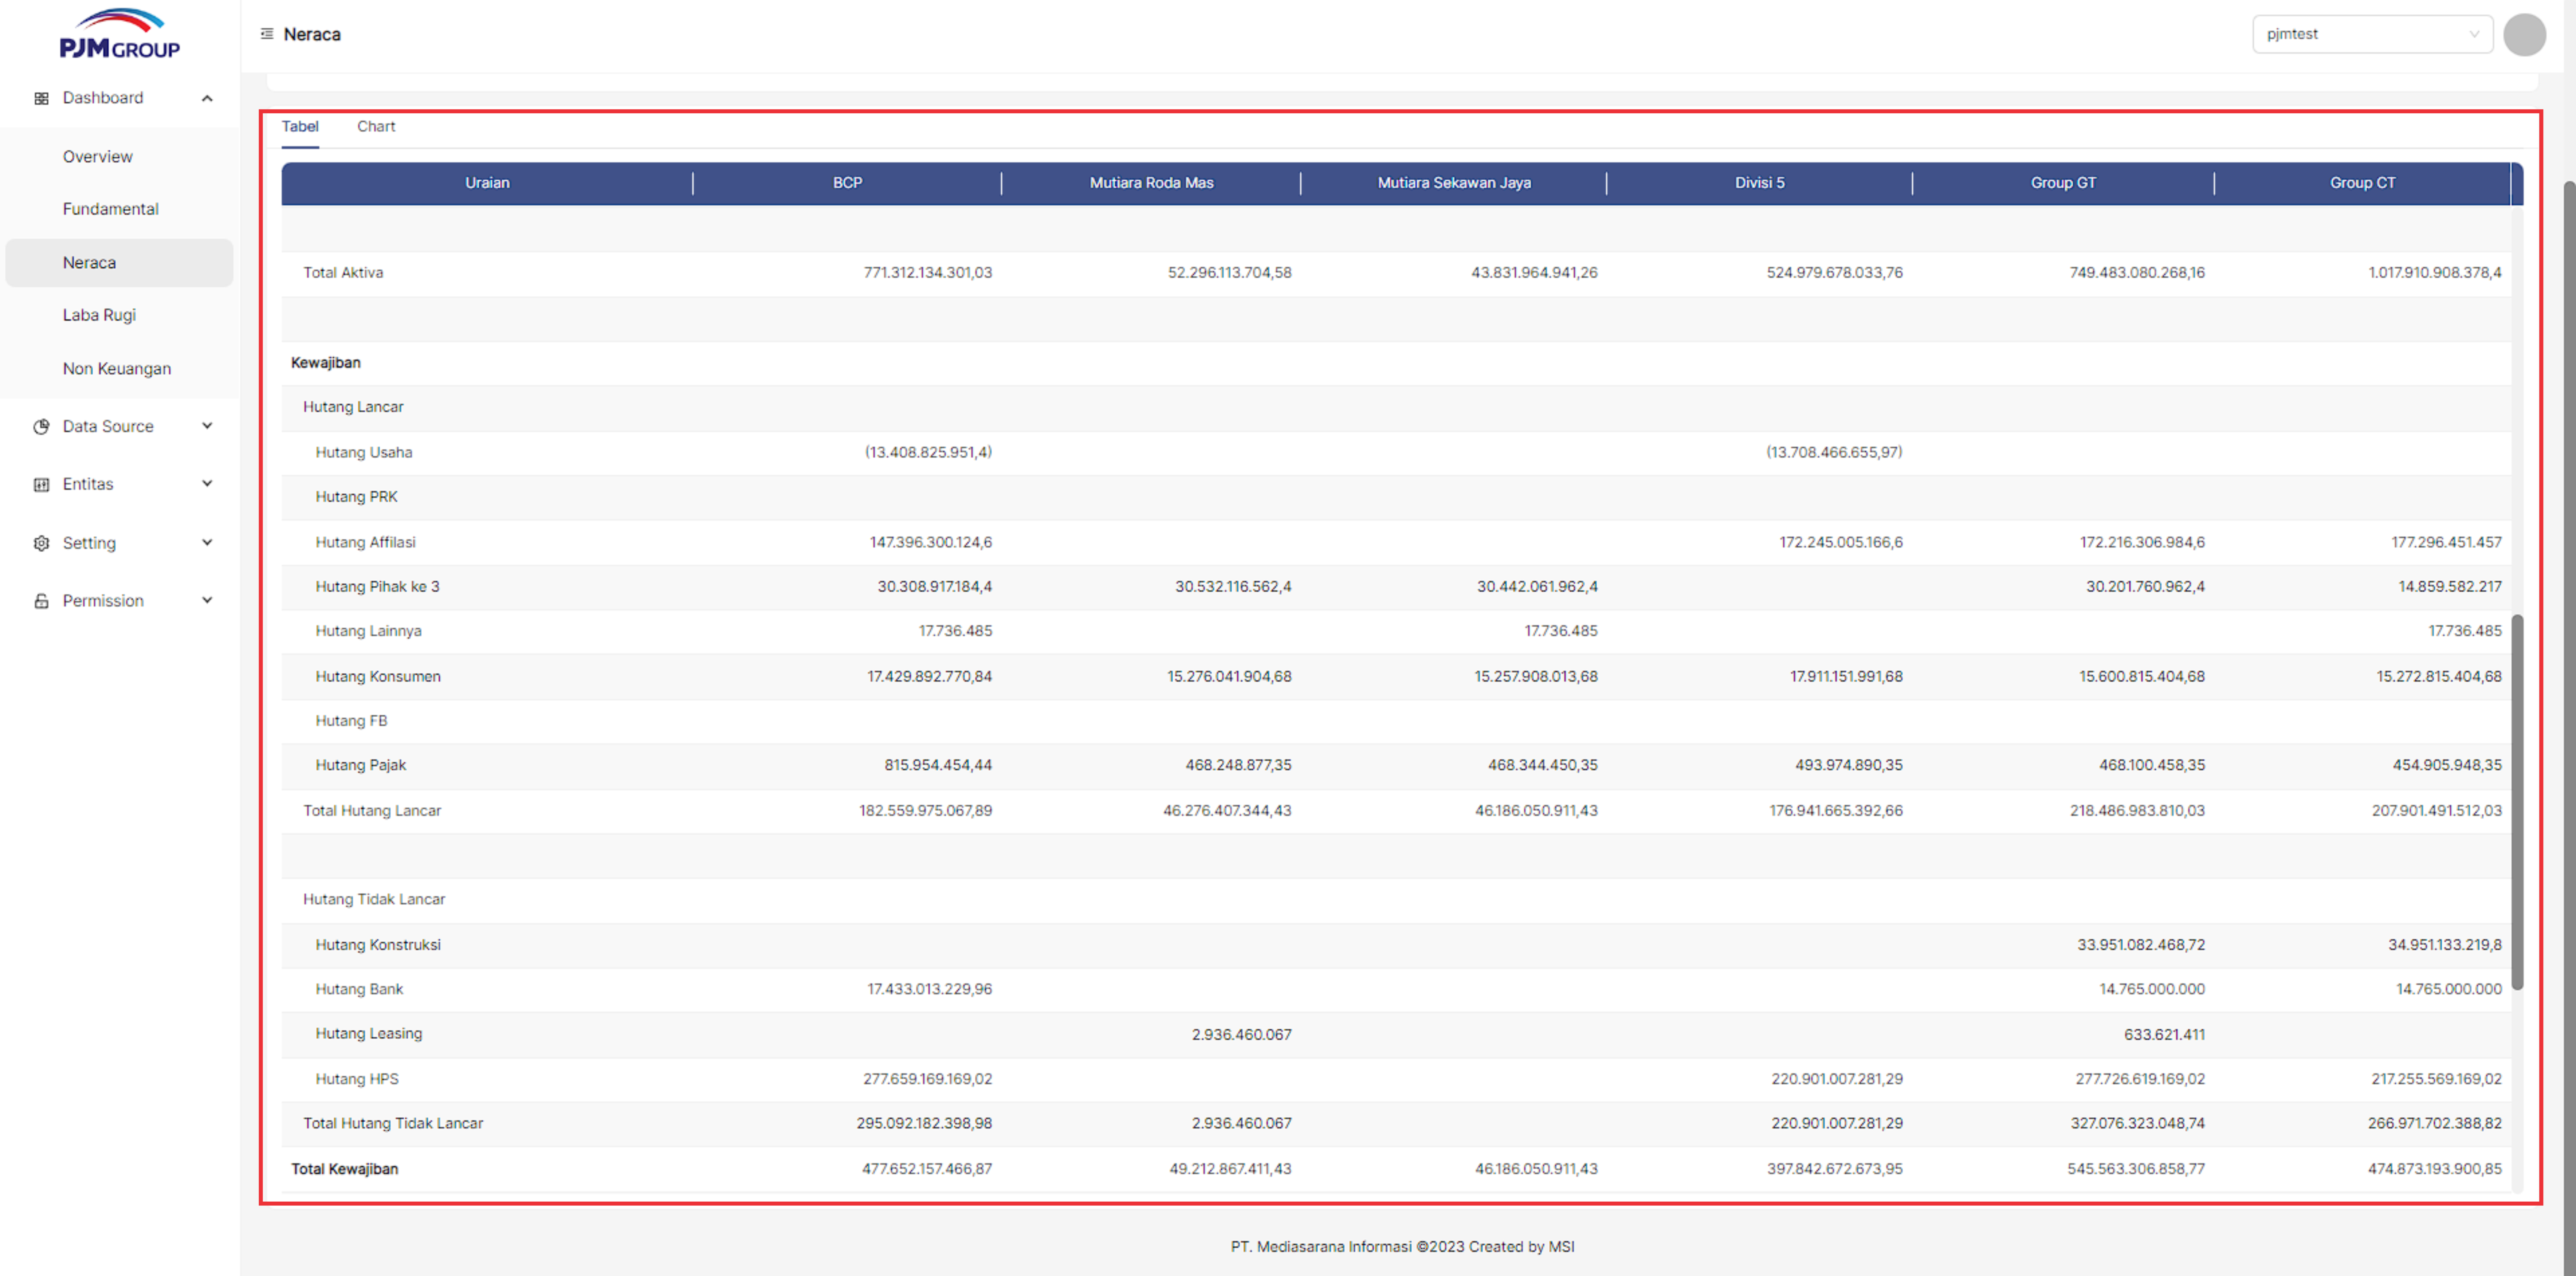 PJM GROUP
Neraca
pjmtest
Dashboard
Overview
Fundamental
Neraca
Laba Rugi
Non Keuangan
Data Source
Entitas
Setting
Permission
Tabel Chart
Uraian BCP Mutiara Roda Mas Mutiara Sekawan Jaya Divisi 5 Group GT Group CT
Total Aktiva 771.312.134.301,03 52.296.113.704,58 43.831.964.941,26 524.979.678.033,76 749.483.080.268,16 1.017.910.908.378,4
Kewajiban
Hutang Lancar
Hutang Usaha (13.408.825.951,4) (13.708.466.655,97)
Hutang PRK
Hutang Affilasi 147.396.300.124,6 172.245.005.166,6 172.216.306.984,6 177.296.451.457
Hutang Pihak ke 3 30.308.917.184,4 30.532.116.562,4 30.442.061.962,4 30.201.760.962,4 14.859.582.217
Hutang Lainnya 17.736.485 17.736.485 17.736.485
Hutang Konsumen 17.429.892.770,84 15.276.041.904,68 15.257.908.013,68 17.911.151.991,68 15.600.815.404,68 15.272.815.404,68
Hutang FB
Hutang Pajak 815.954.454,44 468.248.877,35 468.344.450,35 493.974.890,35 468.100.458,35 454.905.948,35
Total Hutang Lancar 182.559.975.067,89 46.276.407.344,43 46.186.050.911,43 176.941.665.392,66 218.486.983.810,03 207.901.491.512,03
Hutang Tidak Lancar
Hutang Konstruksi 33.951.082.468,72 34.951.133.219,8
Hutang Bank 17.433.013.229,96 14.765.000.000 14.765.000.000
Hutang Leasing 2.936.460.067 633.621.411
Hutang HPS 277.659.169.169,02 220.901.007.281,29 277.726.619.169,02 217.255.569.169,02
Total Hutang Tidak Lancar 295.092.182.398,98 2.936.460.067 220.901.007.281,29 327.076.323.048,74 266.971.702.388,82
Total Kewajiban 477.652.157.466,87 49.212.867.411,43 46.186.050.911,43 397.842.672.673,95 545.563.306.858,77 474.873.193.900,85
PT. Mediasarana Informasi ©2023 Created by MSI